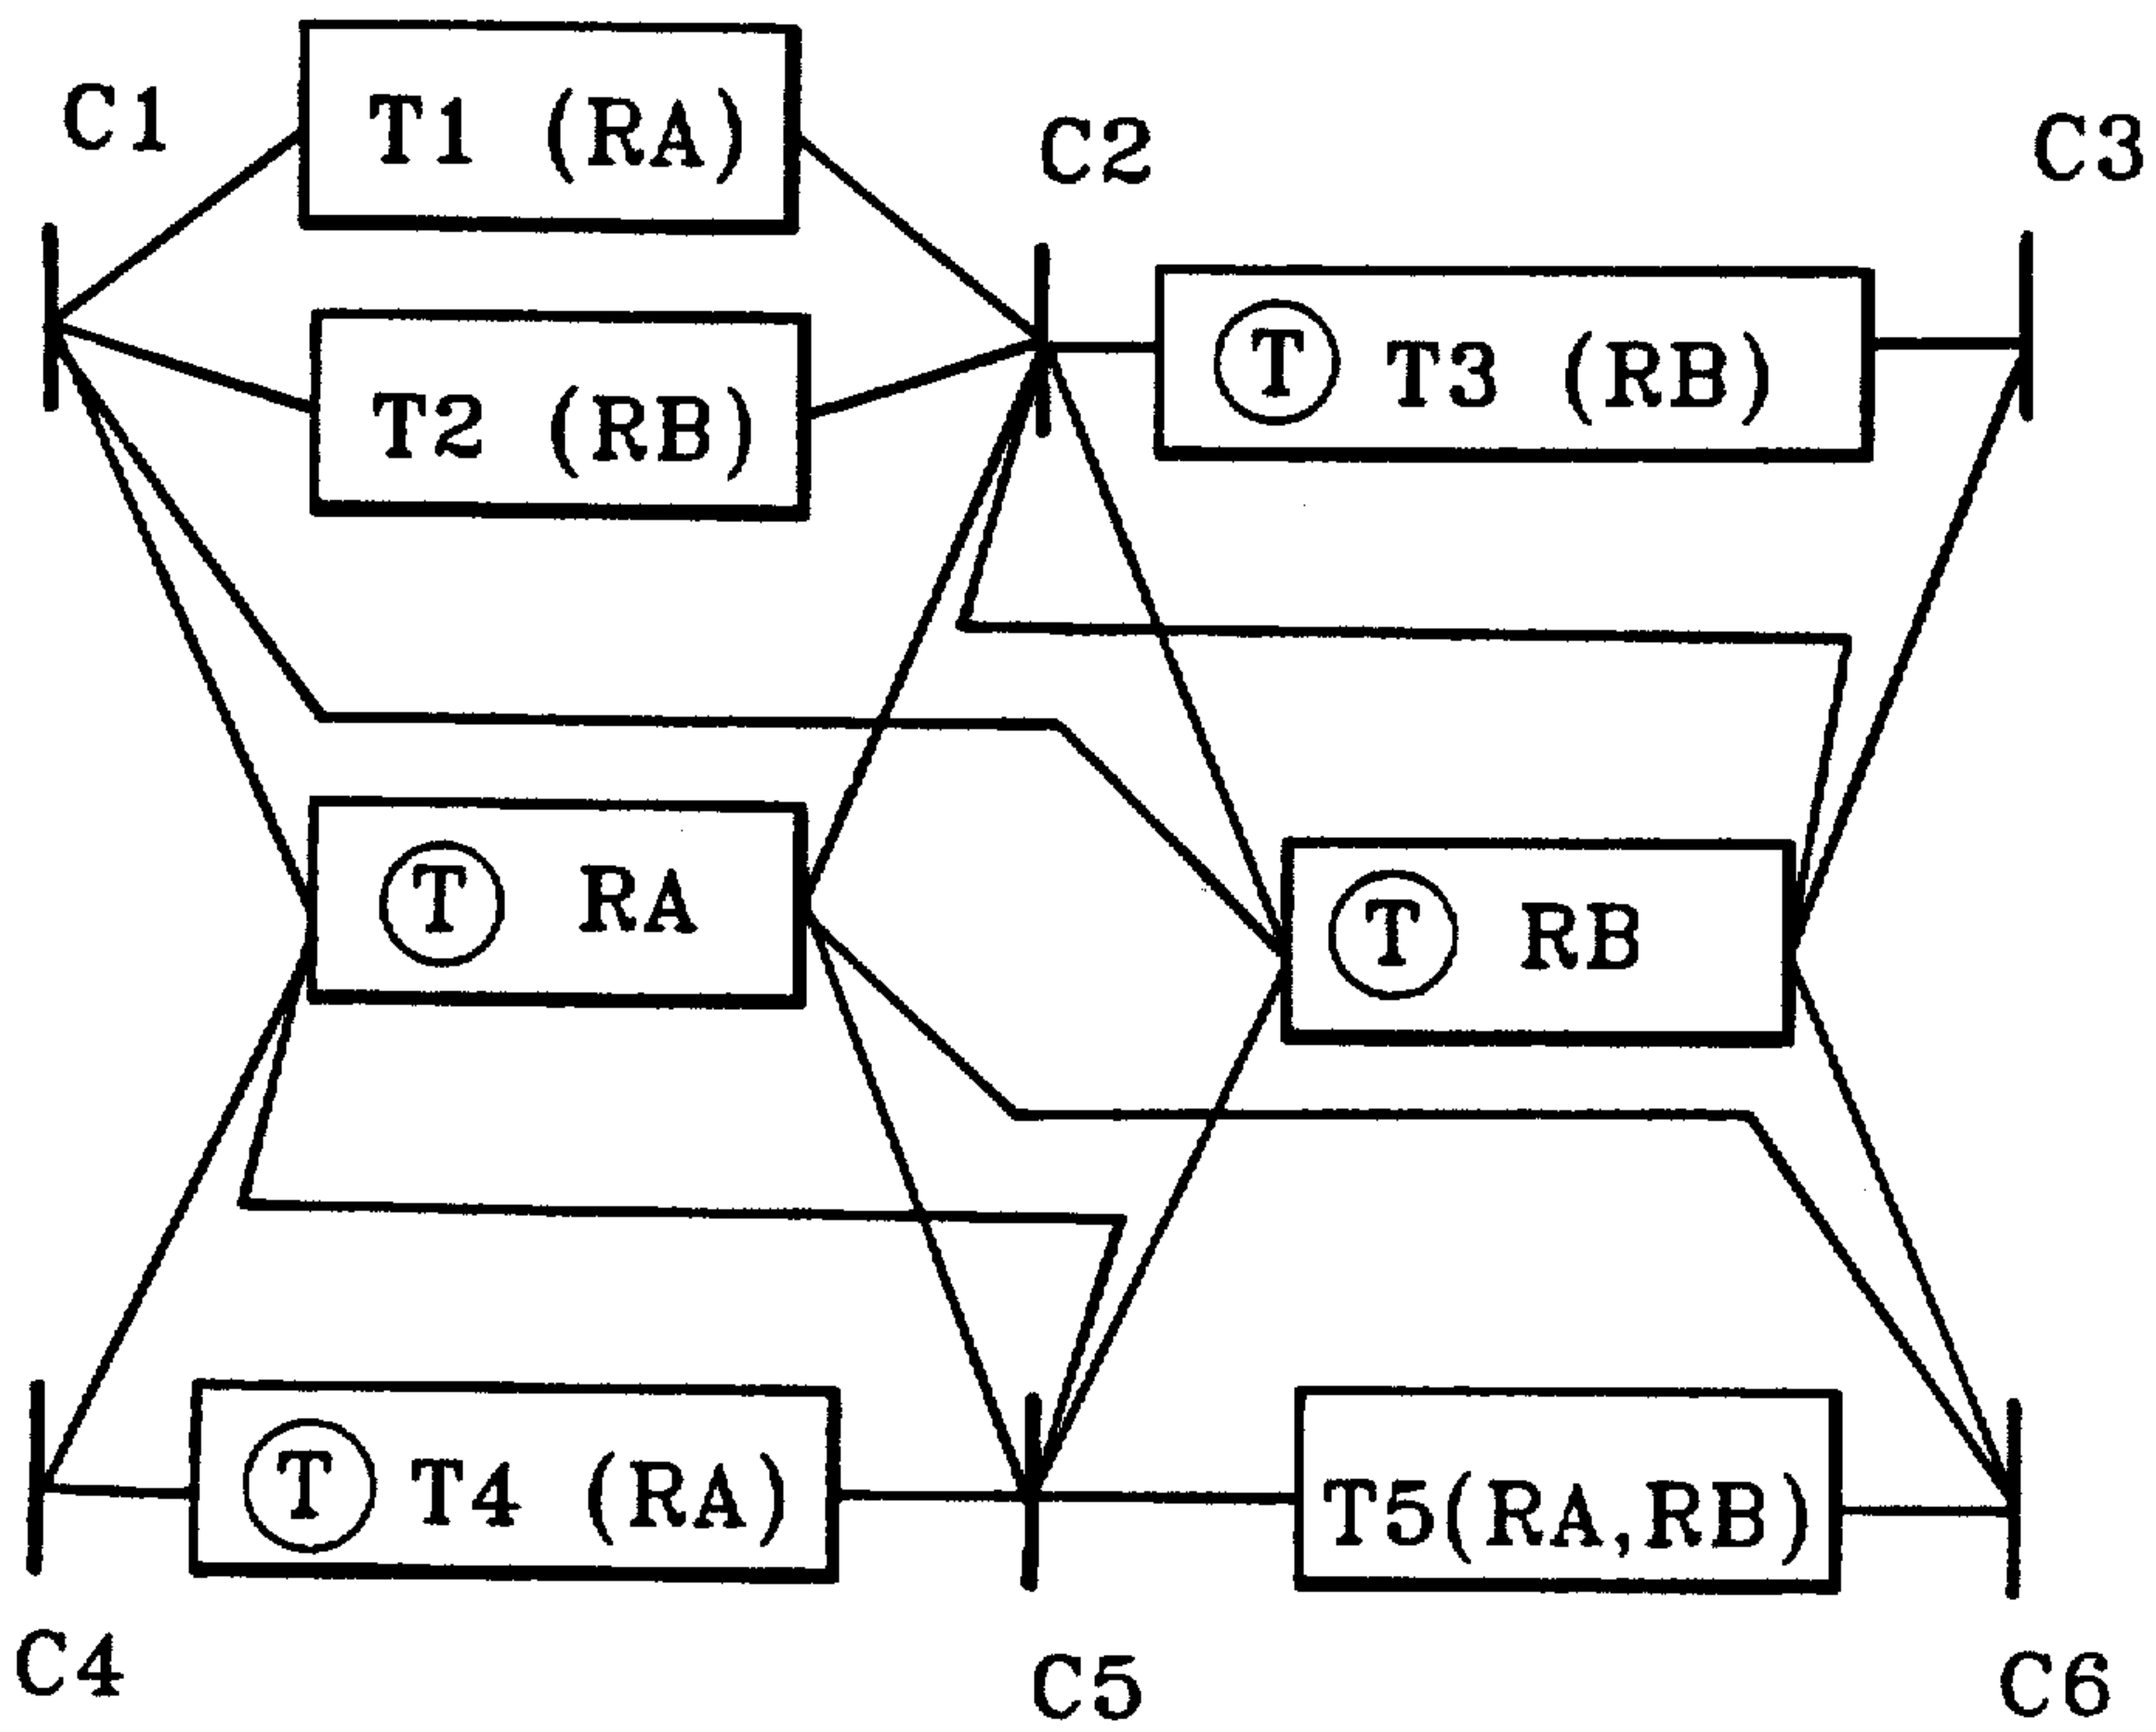 C1
T1 (RA)
C2
C3
T2 (RB)
T T3 (RB)
T RA
T RB
T T4 (RA)
T5(RA,RB)
C4
C5
C6